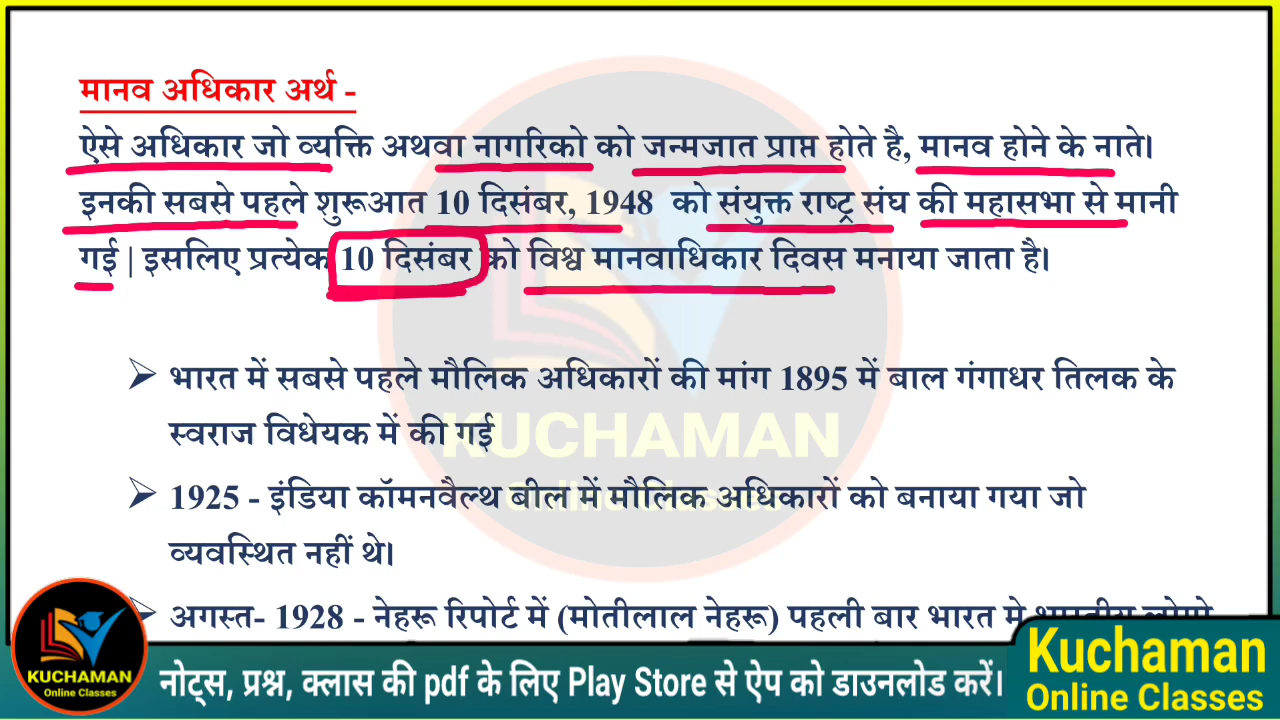 मानव अधिकार अर्थ -
ऐसे अधिकार जो व्यक्ति अथवा नागरिको को जन्मजात प्राप्त होते है, मानव होने के नाते।
इनकी सबसे पहले शुरूआत 10 दिसंबर, 1948 को संयुक्त राष्ट्र संघ की महासभा से मानी
गई | इसलिए प्रत्येक 10 दिसंबर को विश्व मानवाधिकार दिवस मनाया जाता है।
➢ भारत में सबसे पहले मौलिक अधिकारों की मांग 1895 में बाल गंगाधर तिलक के
स्वराज विधेयक में की गई
➢ 1925 - इंडिया कॉमनवैल्थ बील में मौलिक अधिकारों को बनाया गया जो
व्यवस्थित नहीं थे।
➢ अगस्त- 1928 - नेहरू रिपोर्ट में (मोतीलाल नेहरू) पहली बार भारत मे
KUCHAMAN
Online Classes
KUCHAMAN
Online Classes
नोट्स, प्रश्न, क्लास की pdf के लिए Play Store से ऐप को डाउनलोड करें।
Kuchaman
Online Classes